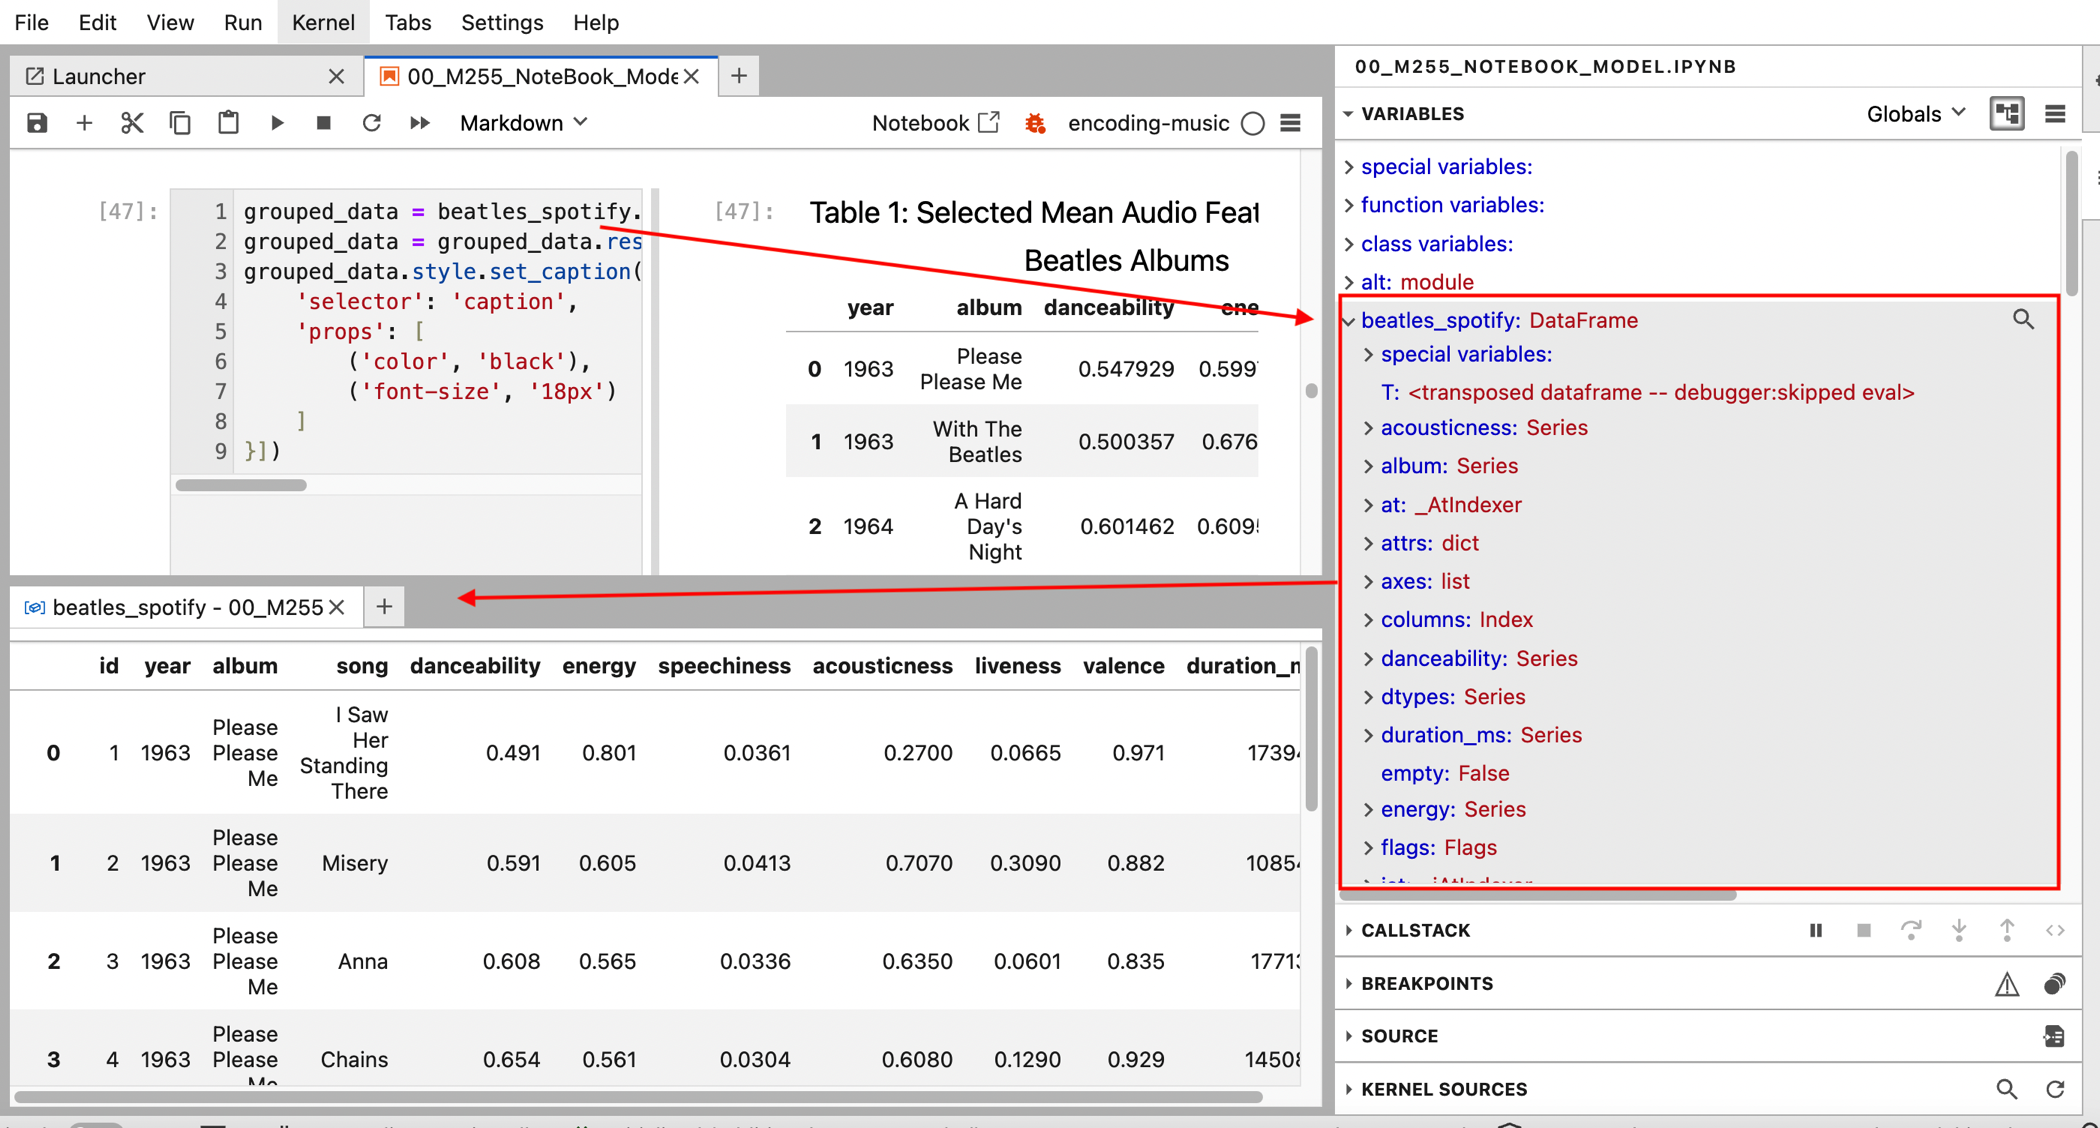 File Edit View Run Kernel Tabs Settings Help
Launcher
00_M255_NoteBook_Mode
Markdown
Notebook
encoding-music
[47]:
1 grouped_data = beatles_spotify.
2 grouped_data = grouped_data.res
3 grouped_data.style.set_caption(
4 'selector': 'caption',
5 'props': [
6 ('color', 'black'),
7 ('font-size', '18px')
8 ]
9 }])
[47]:
Table 1: Selected Mean Audio Feat
Beatles Albums
year album danceability ene
0 1963 Please Please Me 0.547929 0.599
1 1963 With The Beatles 0.500357 0.676
2 1964 A Hard Day's Night 0.601462 0.609
beatles_spotify - 00_M255
id year album song danceability energy speechiness acousticness liveness valence duration_m
0 1 1963 Please Please Me I Saw Her Standing There 0.491 0.801 0.0361 0.2700 0.0665 0.971 1739
1 2 1963 Please Please Me Misery 0.591 0.605 0.0413 0.7070 0.3090 0.882 1085
2 3 1963 Please Please Me Anna 0.608 0.565 0.0336 0.6350 0.0601 0.835 1771
3 4 1963 Please Please Me Chains 0.654 0.561 0.0304 0.6080 0.1290 0.929 1450
00_M255_NOTEBOOK_MODEL.IPYNB
VARIABLES
Globals
special variables:
function variables:
class variables:
alt: module
beatles_spotify: DataFrame
special variables:
T: <transposed dataframe -- debugger:skipped eval>
acousticness: Series
album: Series
at: _AtIndexer
attrs: dict
axes: list
columns: Index
danceability: Series
dtypes: Series
duration_ms: Series
empty: False
energy: Series
flags: Flags
CALLSTACK
BREAKPOINTS
SOURCE
KERNEL SOURCES